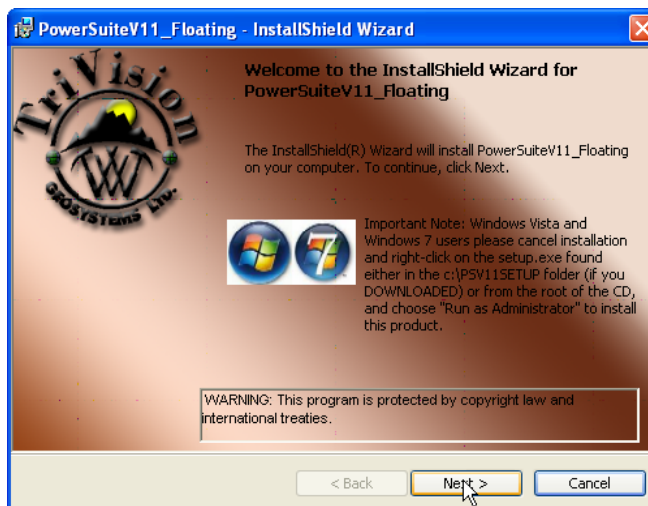 PowerSuiteV11_Floating - InstallShield Wizard
TriVision
GEOSYSTEMS LTD.
Welcome to the InstallShield Wizard for
PowerSuiteV11_Floating
The InstallShield(R) Wizard will install PowerSuiteV11_Floating
on your computer. To continue, click Next.
7
Important Note: Windows Vista and
Windows 7 users please cancel installation
and right-click on the setup.exe found
either in the c:\PSV11SETUP folder (if you
DOWNLOADED) or from the root of the CD,
and choose "Run as Administrator" to install
this product.
WARNING: This program is protected by copyright law and
international treaties.
< Back
Next >
Cancel